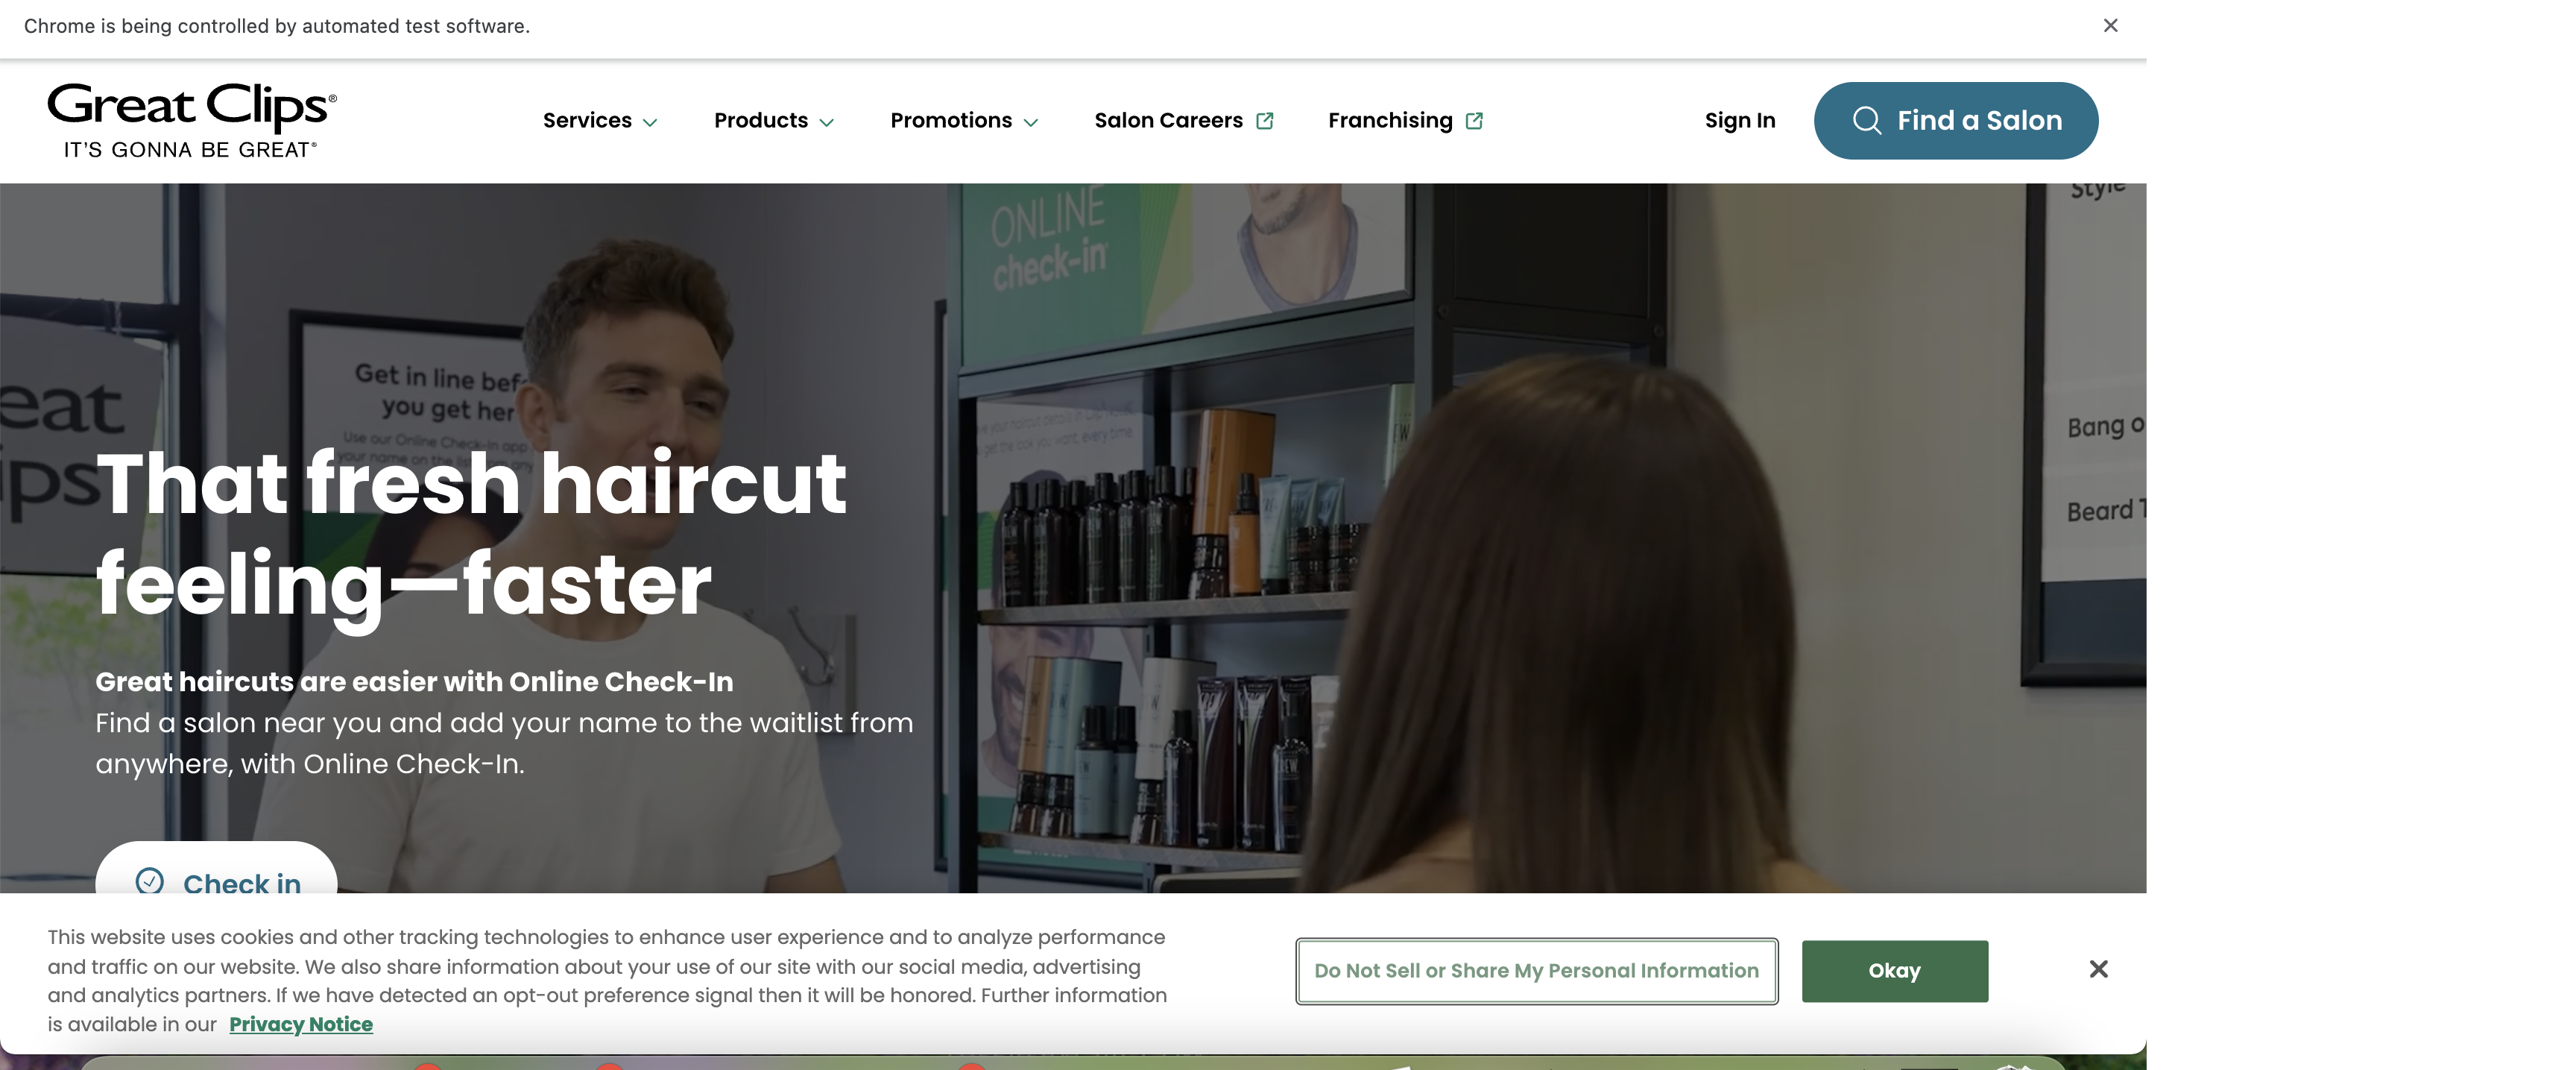 Chrome is being controlled by automated test software.
Great Clips®
IT'S GONNA BE GREAT®
Services
Products
Promotions
Salon Careers
Franchising
Sign In
Find a Salon
ONLINE
check-in
Style
Get in line
you get her
Use our Online Check-In app
your name on the list from any
eat
ips
Bang o
Beard T
That fresh haircut
feeling—faster
Great haircuts are easier with Online Check-In
Find a salon near you and add your name to the waitlist from
anywhere, with Online Check-In.
Check in
This website uses cookies and other tracking technologies to enhance user experience and to analyze performance
and traffic on our website. We also share information about your use of our site with our social media, advertising
and analytics partners. If we have detected an opt-out preference signal then it will be honored. Further information
is available in our Privacy Notice
Do Not Sell or Share My Personal Information
Okay